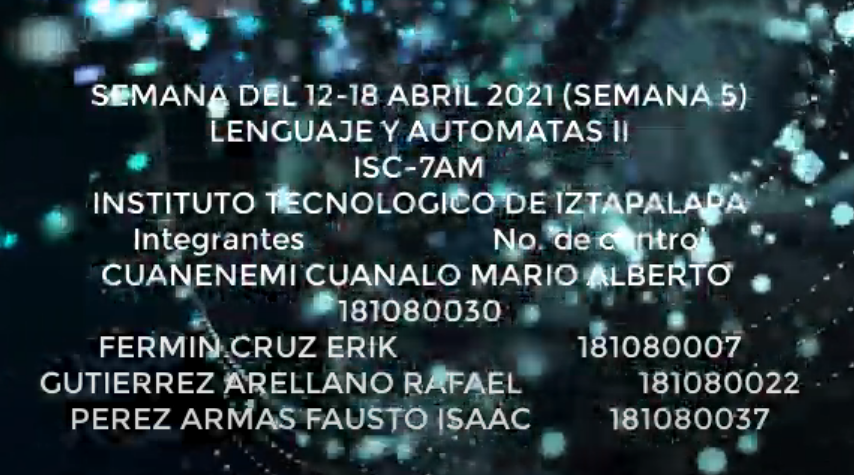 SEMANA DEL 12-18 ABRIL 2021 (SEMANA 5)
LENGUAJE Y AUTOMATAS II
ISC-7AM
INSTITUTO TECNOLOGICO DE IZTAPALAPA
Integrantes No. de control
CUANENEMI CUANALO MARIO ALBERTO
181080030
FERMIN CRUZ ERIK 181080007
GUTIERREZ ARELLANO RAFAEL 181080022
PEREZ ARMAS FAUSTO ISAAC 181080037